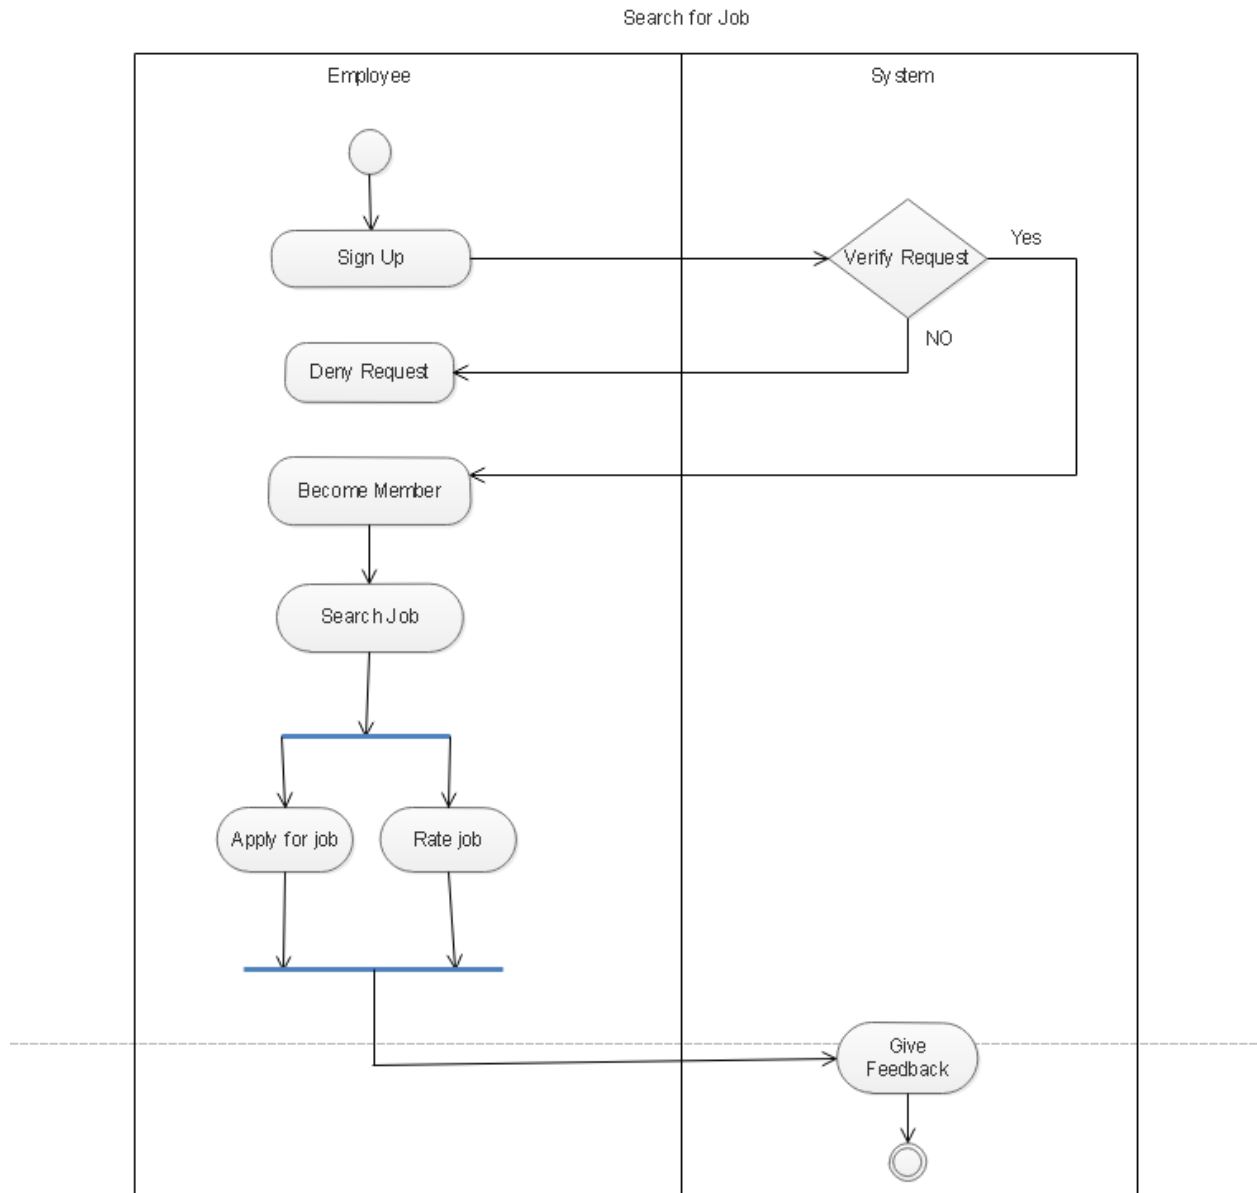 Search for Job
Employee
System
Sign Up
Verify Request
Yes
NO
Deny Request
Become Member
Search Job
Apply for job
Rate job
Give
Feedback